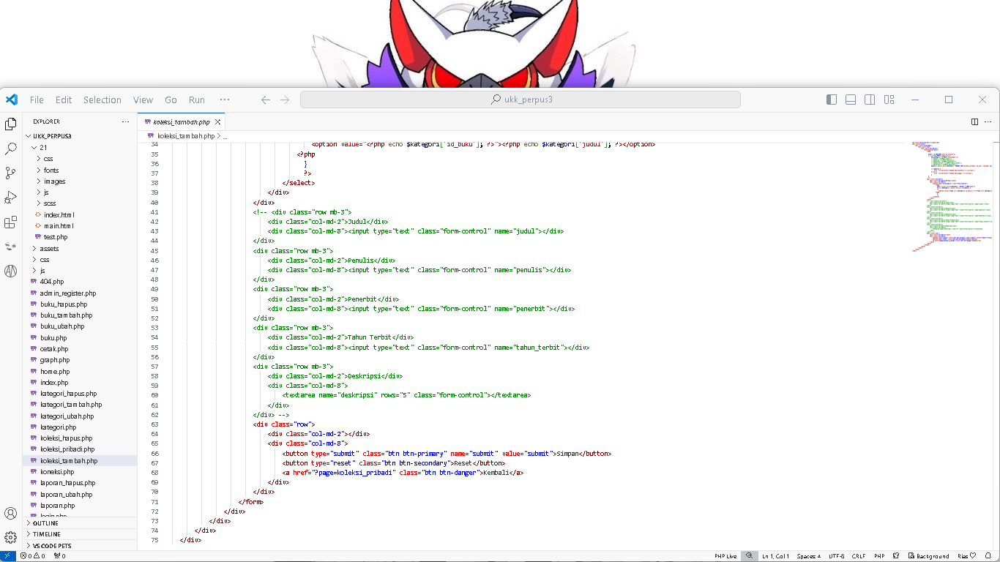 File Edit Selection View Go Run ··· ukk_perpus3
EXPLORER ···
koleksi_tambah.php
UKK_PERPUS3
koleksi_tambah.php > ...
21
css
fonts
images
js
scss
index.html
main.html
test.php
assets
css
js
404.php
admin_register.php
buku_hapus.php
buku_tambah.php
buku_ubah.php
buku.php
cetak.php
graph.php
home.php
index.php
kategori_hapus.php
kategori_tambah.php
kategori_ubah.php
kategori.php
koleksi_hapus.php
koleksi_pribadi.php
koleksi_tambah.php
koneksi.php
laporan_hapus.php
laporan_ubah.php
laporan.php
login.php
OUTLINE
TIMELINE
VS CODE PETS
34 <option value="<?php echo $kategori['id_buku']; ?>"><?php echo $kategori['judul']; ?></option>
35 <?php
36 }
37 ?>
38 </select>
39 </div>
40 </div>
41 <!-- <div class="row mb-3">
42 <div class="col-md-2">Judul</div>
43 <div class="col-md-8"><input type="text" class="form-control" name="judul"></div>
44 </div>
45 <div class="row mb-3">
46 <div class="col-md-2">Penulis</div>
47 <div class="col-md-8"><input type="text" class="form-control" name="penulis"></div>
48 </div>
49 <div class="row mb-3">
50 <div class="col-md-2">Penerbit</div>
51 <div class="col-md-8"><input type="text" class="form-control" name="penerbit"></div>
52 </div>
53 <div class="row mb-3">
54 <div class="col-md-2">Tahun Terbit</div>
55 <div class="col-md-8"><input type="text" class="form-control" name="tahun_terbit"></div>
56 </div>
57 <div class="row mb-3">
58 <div class="col-md-2">Deskripsi</div>
59 <div class="col-md-8">
60 <textarea name="deskripsi" rows="5" class="form-control"></textarea>
61 </div>
62 </div> -->
63 <div class="row">
64 <div class="col-md-2"></div>
65 <div class="col-md-8">
66 <button type="submit" class="btn btn-primary" name="submit" value="submit">Simpan</button>
67 <button type="reset" class="btn btn-secondary">Reset</button>
68 <a href="?page=koleksi_pribadi" class="btn btn-danger">Kembali</a>
69 </div>
70 </div>
71 </form>
72 </div>
73 </div>
74 </div>
75 </div>
0 0 0 PHP Live Ln 1, Col 1 Spaces: 4 UTF-8 CRLF PHP Background Rias